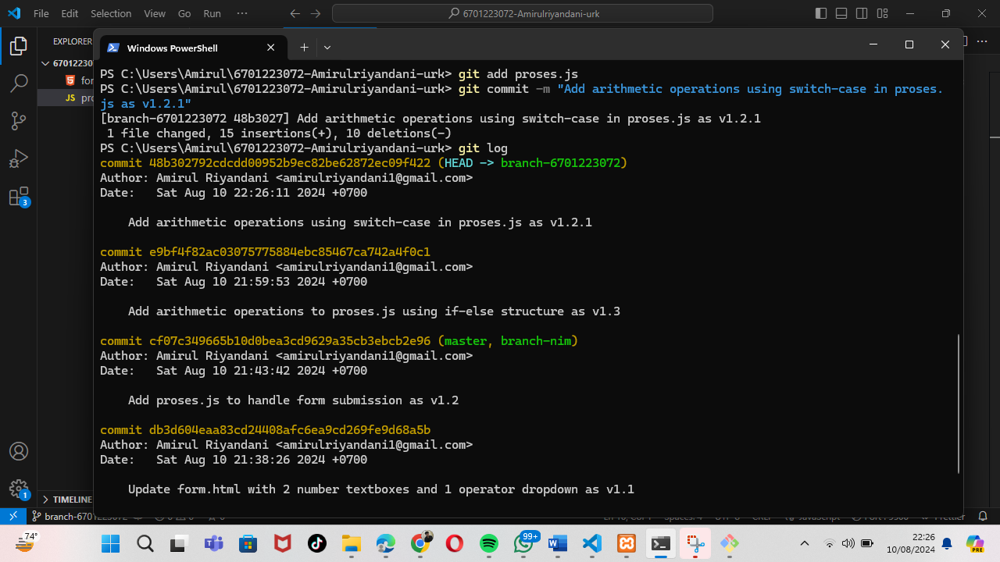 File Edit Selection View Go Run ···
6701223072-Amirulriyandani-urk
EXPLORER
Windows PowerShell
JS
PS C:\Users\Amirul\6701223072-Amirulriyandani-urk> git add proses.js
PS C:\Users\Amirul\6701223072-Amirulriyandani-urk> git commit -m "Add arithmetic operations using switch-case in proses.
js as v1.2.1"
[branch-6701223072 48b3027] Add arithmetic operations using switch-case in proses.js as v1.2.1
 1 file changed, 15 insertions(+), 10 deletions(-)
PS C:\Users\Amirul\6701223072-Amirulriyandani-urk> git log
commit 48b302792cdcdd00952b9ec82be62872ec09f422 (HEAD -> branch-6701223072)
Author: Amirul Riyandani <amirulriyandani1@gmail.com>
Date:   Sat Aug 10 22:26:11 2024 +0700
    Add arithmetic operations using switch-case in proses.js as v1.2.1
commit e9bf4f82ac03075775884ebc85467ca742a4f0c1
Author: Amirul Riyandani <amirulriyandani1@gmail.com>
Date:   Sat Aug 10 21:59:53 2024 +0700
    Add arithmetic operations to proses.js using if-else structure as v1.3
commit cf07c349665b10d0bea3cd9629a35cb3ebcb2e96 (master, branch-nim)
Author: Amirul Riyandani <amirulriyandani1@gmail.com>
Date:   Sat Aug 10 21:43:42 2024 +0700
    Add proses.js to handle form submission as v1.2
commit db3d604eaa83cd24408afc6ea9cd269fe9d68a5b
Author: Amirul Riyandani <amirulriyandani1@gmail.com>
Date:   Sat Aug 10 21:38:26 2024 +0700
    Update form.html with 2 number textboxes and 1 operator dropdown as v1.1
3
1
TIMELINE
74°
99+
22:26
10/08/2024
PRE